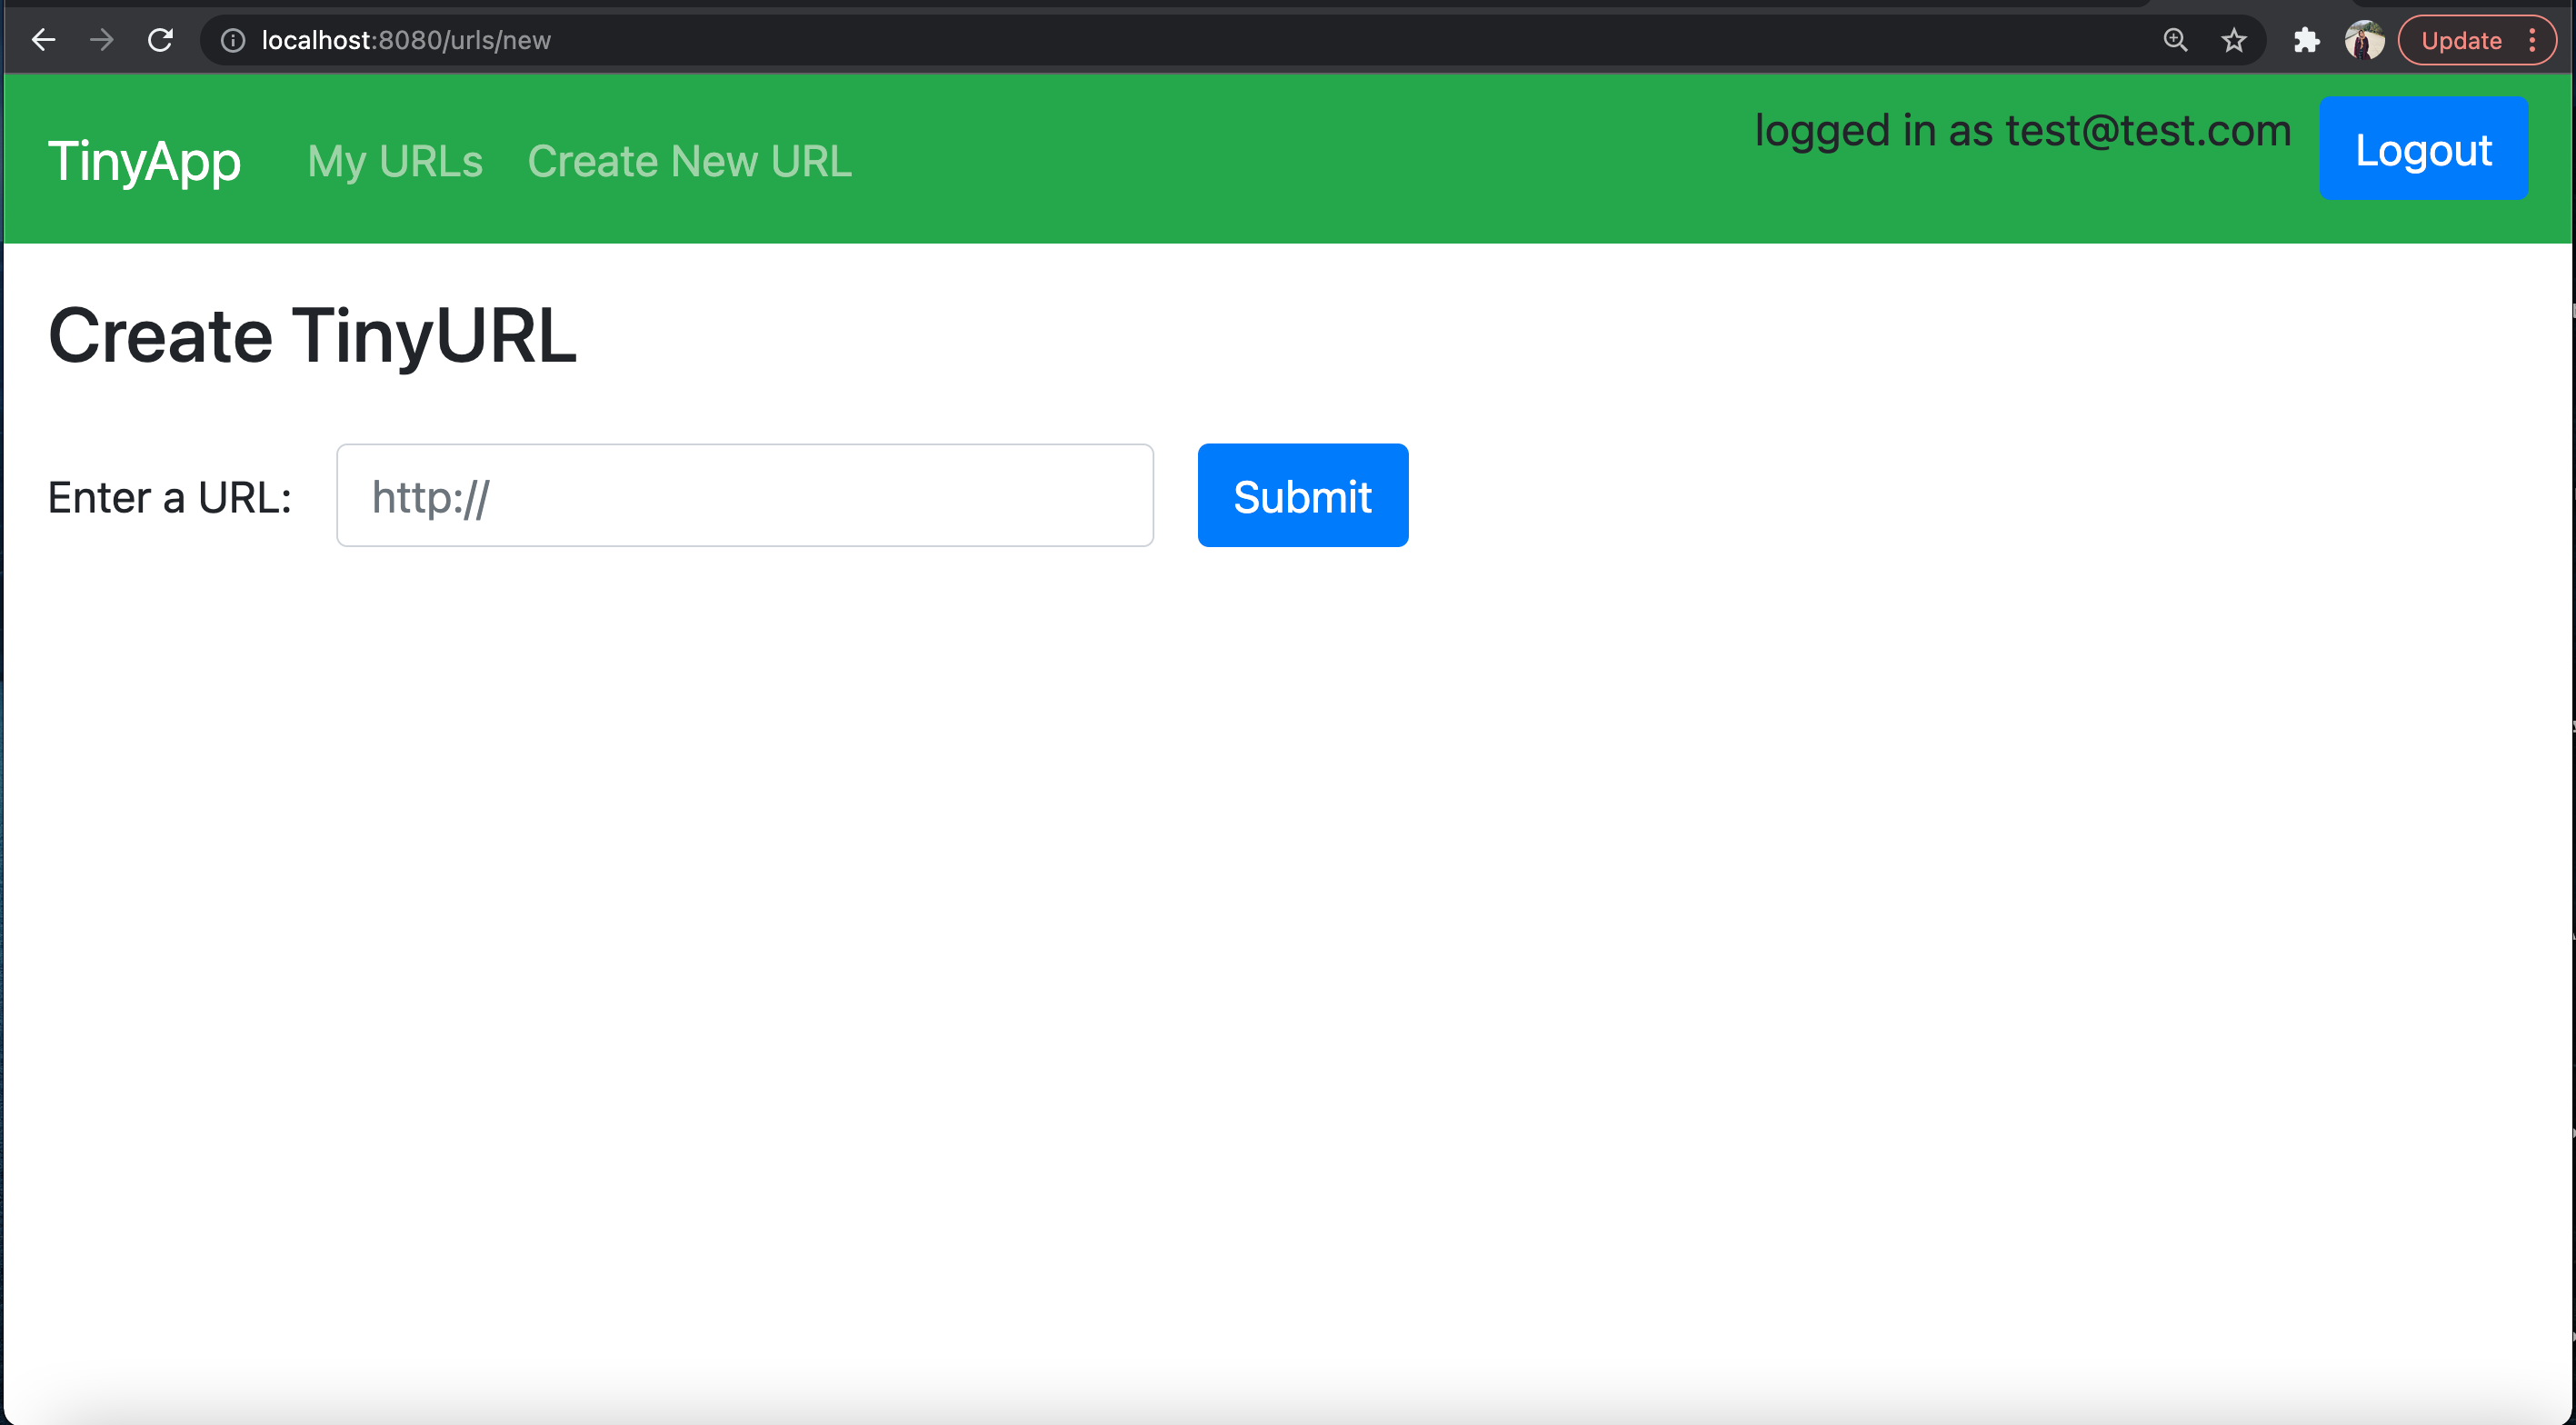 localhost:8080/urls/new
Update
TinyApp My URLs Create New URL logged in as test@test.com Logout
Create TinyURL
Enter a URL: http:// Submit